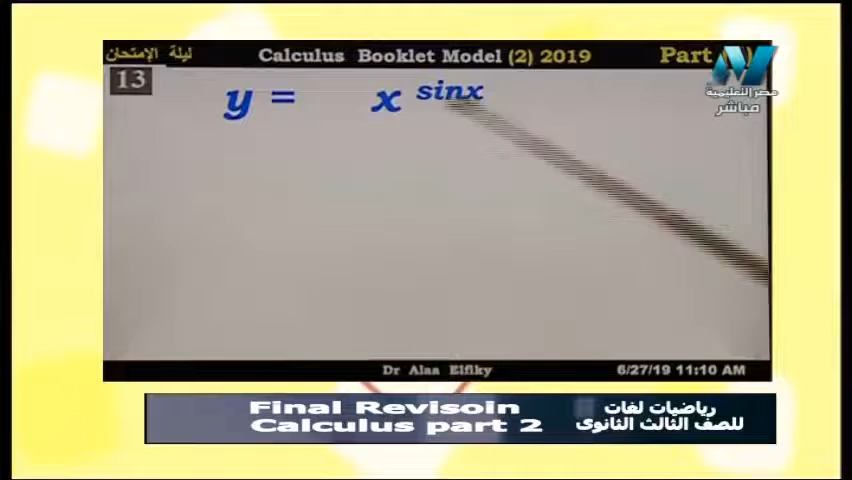 ليلة الإمتحان
Calculus Booklet Model (2) 2019
Part
13
y = x sinx
مصر التعليمية
مباشر
Dr Alaa Elfiky
6/27/19 11:10 AM
Final Revisoin
Calculus part 2
رياضيات لغات
للصف الثالث الثانوى